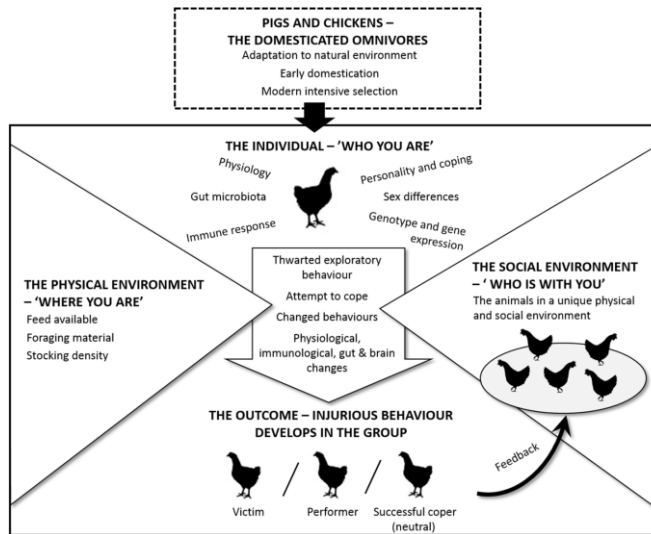 PIGS AND CHICKENS –
THE DOMESTICATED OMNIVORES
Adaptation to natural environment
Early domestication
Modern intensive selection
THE INDIVIDUAL – 'WHO YOU ARE'
Physiology
Gut microbiota
Immune response
Personality and coping
Sex differences
Genotype and gene
expression
THE PHYSICAL ENVIRONMENT
– 'WHERE YOU ARE'
Feed available
Foraging material
Stocking density
Thwarted exploratory
behaviour
Attempt to cope
Changed behaviours
Physiological,
immunological, gut & brain
changes
THE SOCIAL ENVIRONMENT
– ' WHO IS WITH YOU'
The animals in a unique physical
and social environment
THE OUTCOME – INJURIOUS BEHAVIOUR
DEVELOPS IN THE GROUP
Victim
/
Performer
/
Successful coper
(neutral)
Feedback